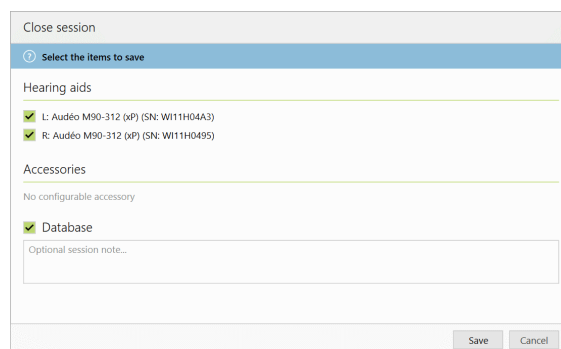 Close session
Select the items to save
Hearing aids
L: Audéo M90-312 (xP) (SN: WI11H04A3)
R: Audéo M90-312 (xP) (SN: WI11H0495)
Accessories
No configurable accessory
Database
Optional session note...
Save Cancel